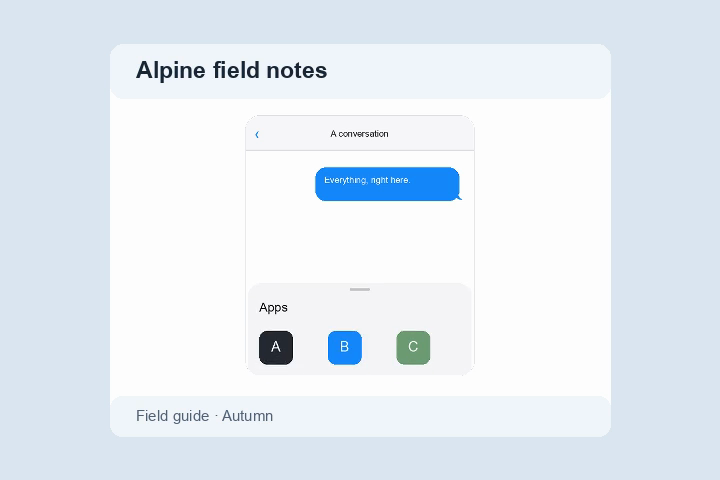 Alpine field notes
A conversation
Everything, right here.
Apps
A B C
Field guide · Autumn